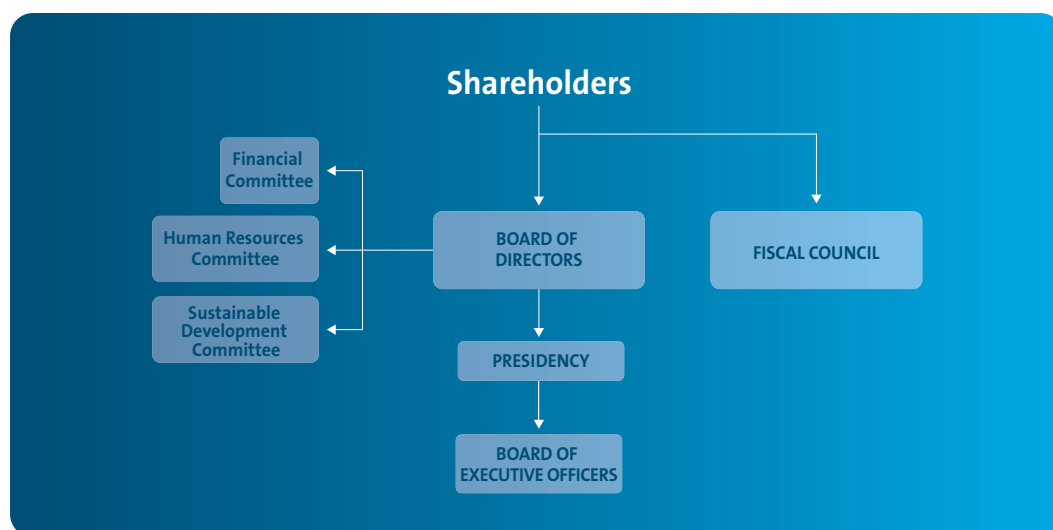 Shareholders
Financial
Committee
Human Resources
Committee
Sustainable
Development
Committee
BOARD OF
DIRECTORS
FISCAL COUNCIL
PRESIDENCY
BOARD OF
EXECUTIVE OFFICERS